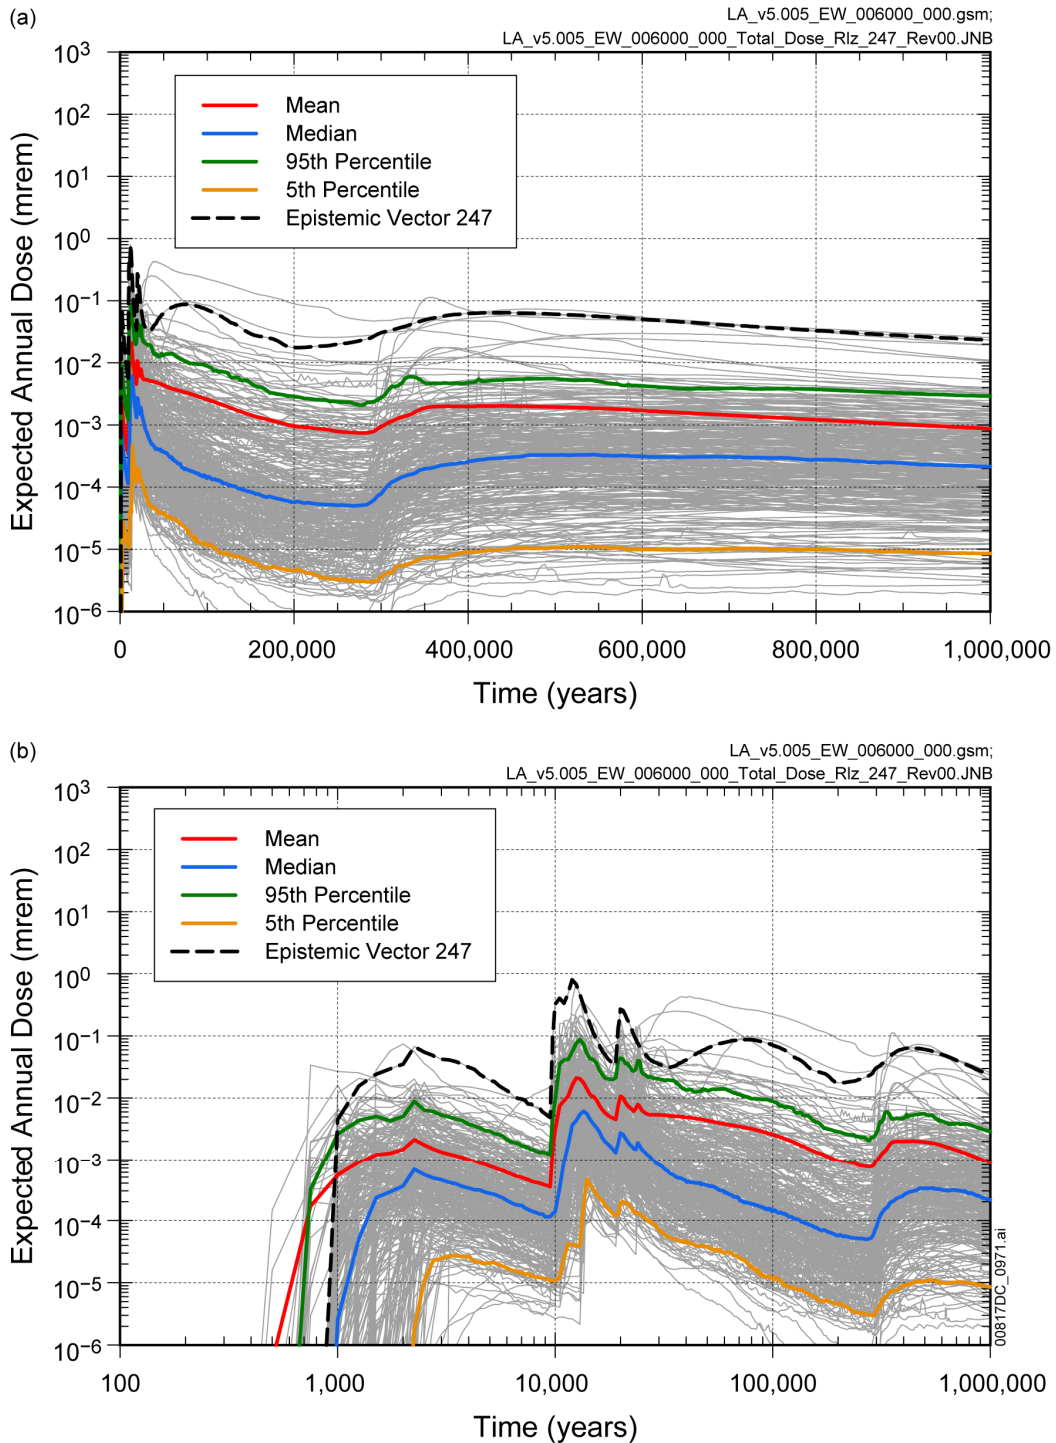 (a)
LA_v5.005_EW_006000_000.gsm;
LA_v5.005_EW_006000_000_Total_Dose_Rlz_247_Rev00.JNB
10³
10²
10¹
10⁰
10⁻¹
10⁻²
10⁻³
10⁻⁴
10⁻⁵
10⁻⁶
Expected Annual Dose (mrem)
Mean
Median
95th Percentile
5th Percentile
Epistemic Vector 247
0
200,000
400,000
600,000
800,000
1,000,000
Time (years)
(b)
LA_v5.005_EW_006000_000.gsm;
LA_v5.005_EW_006000_000_Total_Dose_Rlz_247_Rev00.JNB
10³
10²
10¹
10⁰
10⁻¹
10⁻²
10⁻³
10⁻⁴
10⁻⁵
10⁻⁶
Expected Annual Dose (mrem)
Mean
Median
95th Percentile
5th Percentile
Epistemic Vector 247
00817DC_0971.ai
100
1,000
10,000
100,000
1,000,000
Time (years)